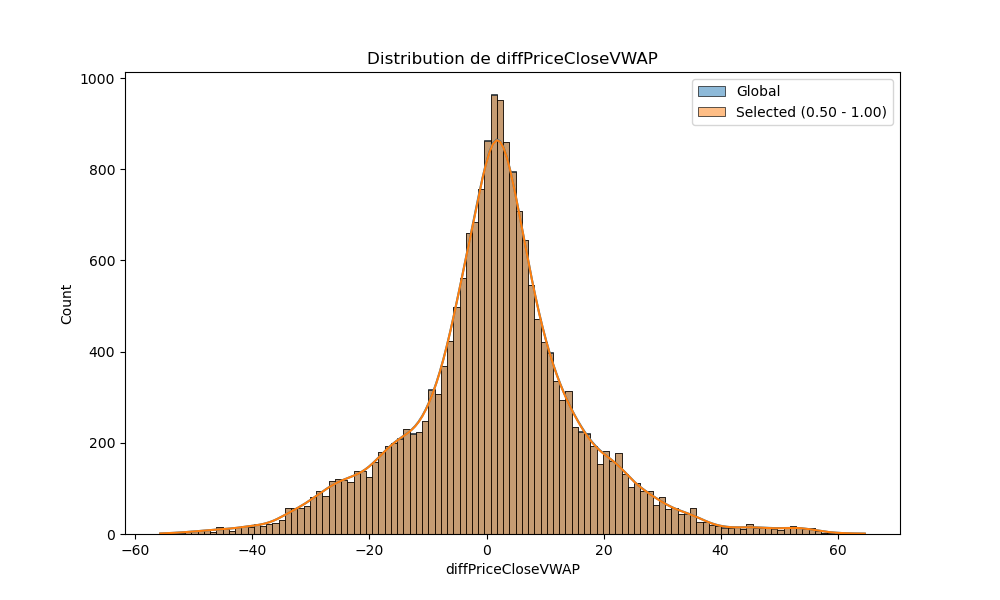 Distribution de diffPriceCloseVWAP
Global
Selected (0.50 - 1.00)
1000
800
600
400
200
0
Count
−60
−40
−20
0
20
40
60
diffPriceCloseVWAP